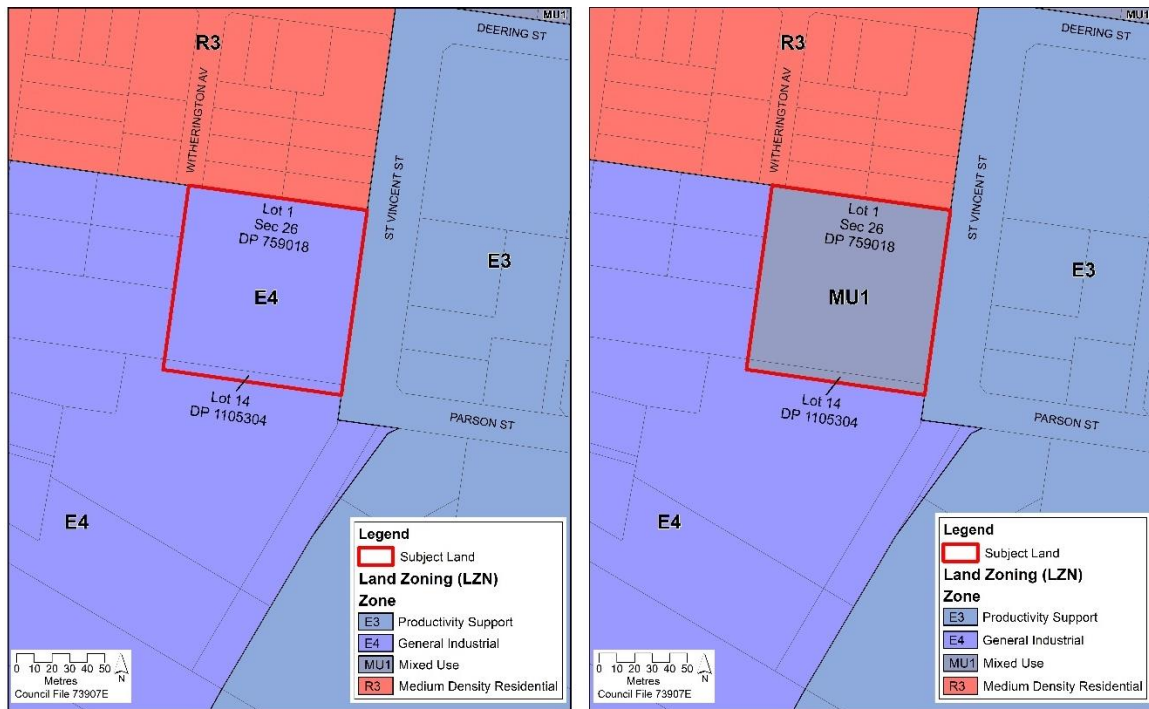 MU1
DEERING ST
R3
WITHERINGTON AV
ST VINCENT ST
Lot 1
Sec 26
DP 759018
E3
E4
Lot 14
DP 1105304
PARSON ST
E4
Legend
Subject Land
Land Zoning (LZN)
Zone
E3 Productivity Support
E4 General Industrial
MU1 Mixed Use
R3 Medium Density Residential
0 10 20 30 40 50
Metres
N
Council File 73907E
MU1
DEERING ST
R3
WITHERINGTON AV
ST VINCENT ST
Lot 1
Sec 26
DP 759018
E3
MU1
Lot 14
DP 1105304
PARSON ST
E4
Legend
Subject Land
Land Zoning (LZN)
Zone
E3 Productivity Support
E4 General Industrial
MU1 Mixed Use
R3 Medium Density Residential
0 10 20 30 40 50
Metres
N
Council File 73907E